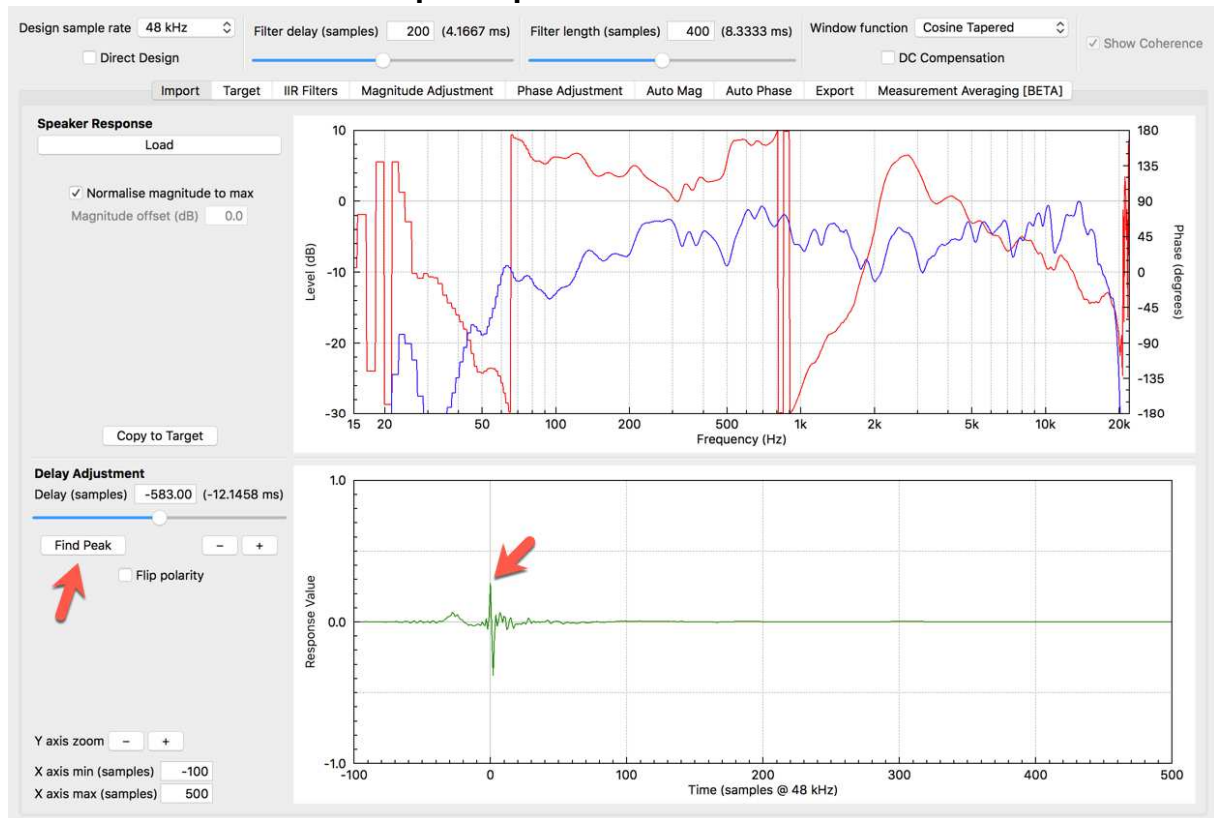 Design sample rate 48 kHz
Filter delay (samples) 200 (4.1667 ms)
Filter length (samples) 400 (8.3333 ms)
Window function Cosine Tapered
Show Coherence
Direct Design
DC Compensation
Import Target IIR Filters Magnitude Adjustment Phase Adjustment Auto Mag Auto Phase Export Measurement Averaging [BETA]
Speaker Response
Load
Normalise magnitude to max
Magnitude offset (dB) 0.0
Copy to Target
10
0
-10
-20
-30
Level (dB)
180
135
90
45
0
-45
-90
-135
-180
Phase (degrees)
15 20 50 100 200 500 1k 2k 5k 10k 20k
Frequency (Hz)
Delay Adjustment
Delay (samples) -583.00 (-12.1458 ms)
Find Peak - +
Flip polarity
Y axis zoom - +
X axis min (samples) -100
X axis max (samples) 500
1.0
0.5
0.0
-0.5
-1.0
Response Value
-100 0 100 200 300 400 500
Time (samples @ 48 kHz)